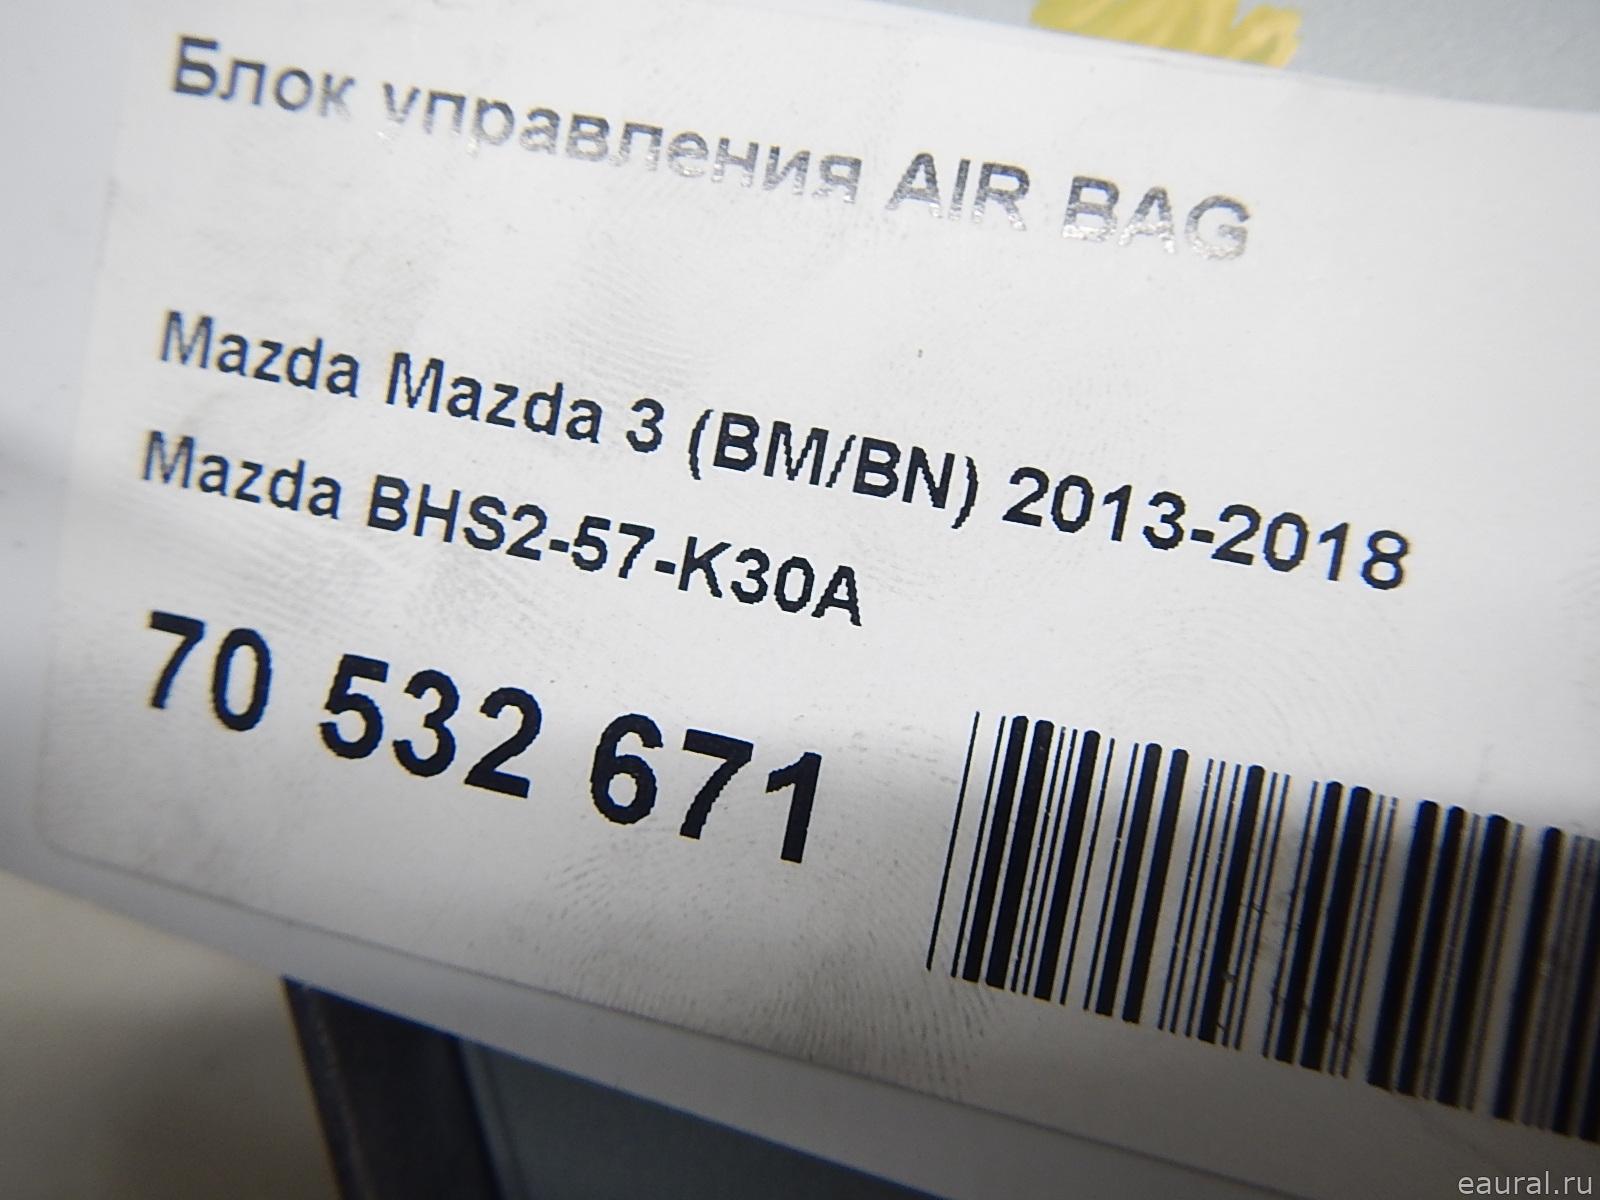 Блок управления AIR BAG
Mazda Mazda 3 (BM/BN) 2013-2018
Mazda BHS2-57-K30A
70 532 671
eaural.ru